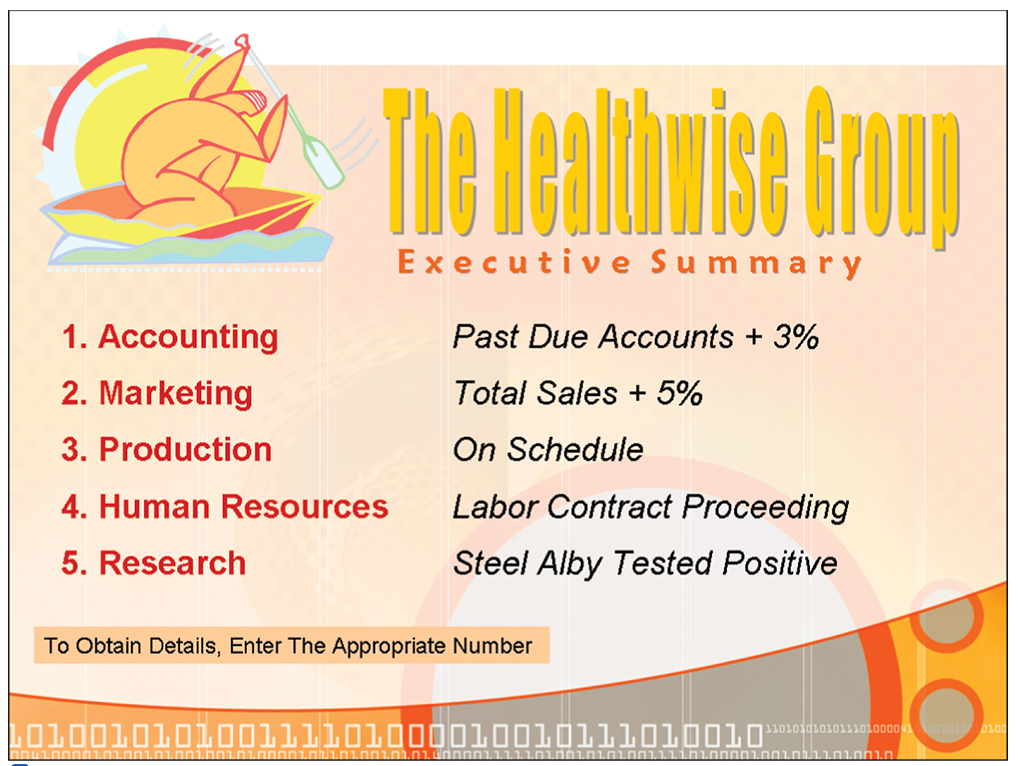 The Healthwise Group
Executive Summary
1. Accounting Past Due Accounts + 3%
2. Marketing Total Sales + 5%
3. Production On Schedule
4. Human Resources Labor Contract Proceeding
5. Research Steel Alby Tested Positive
To Obtain Details, Enter The Appropriate Number